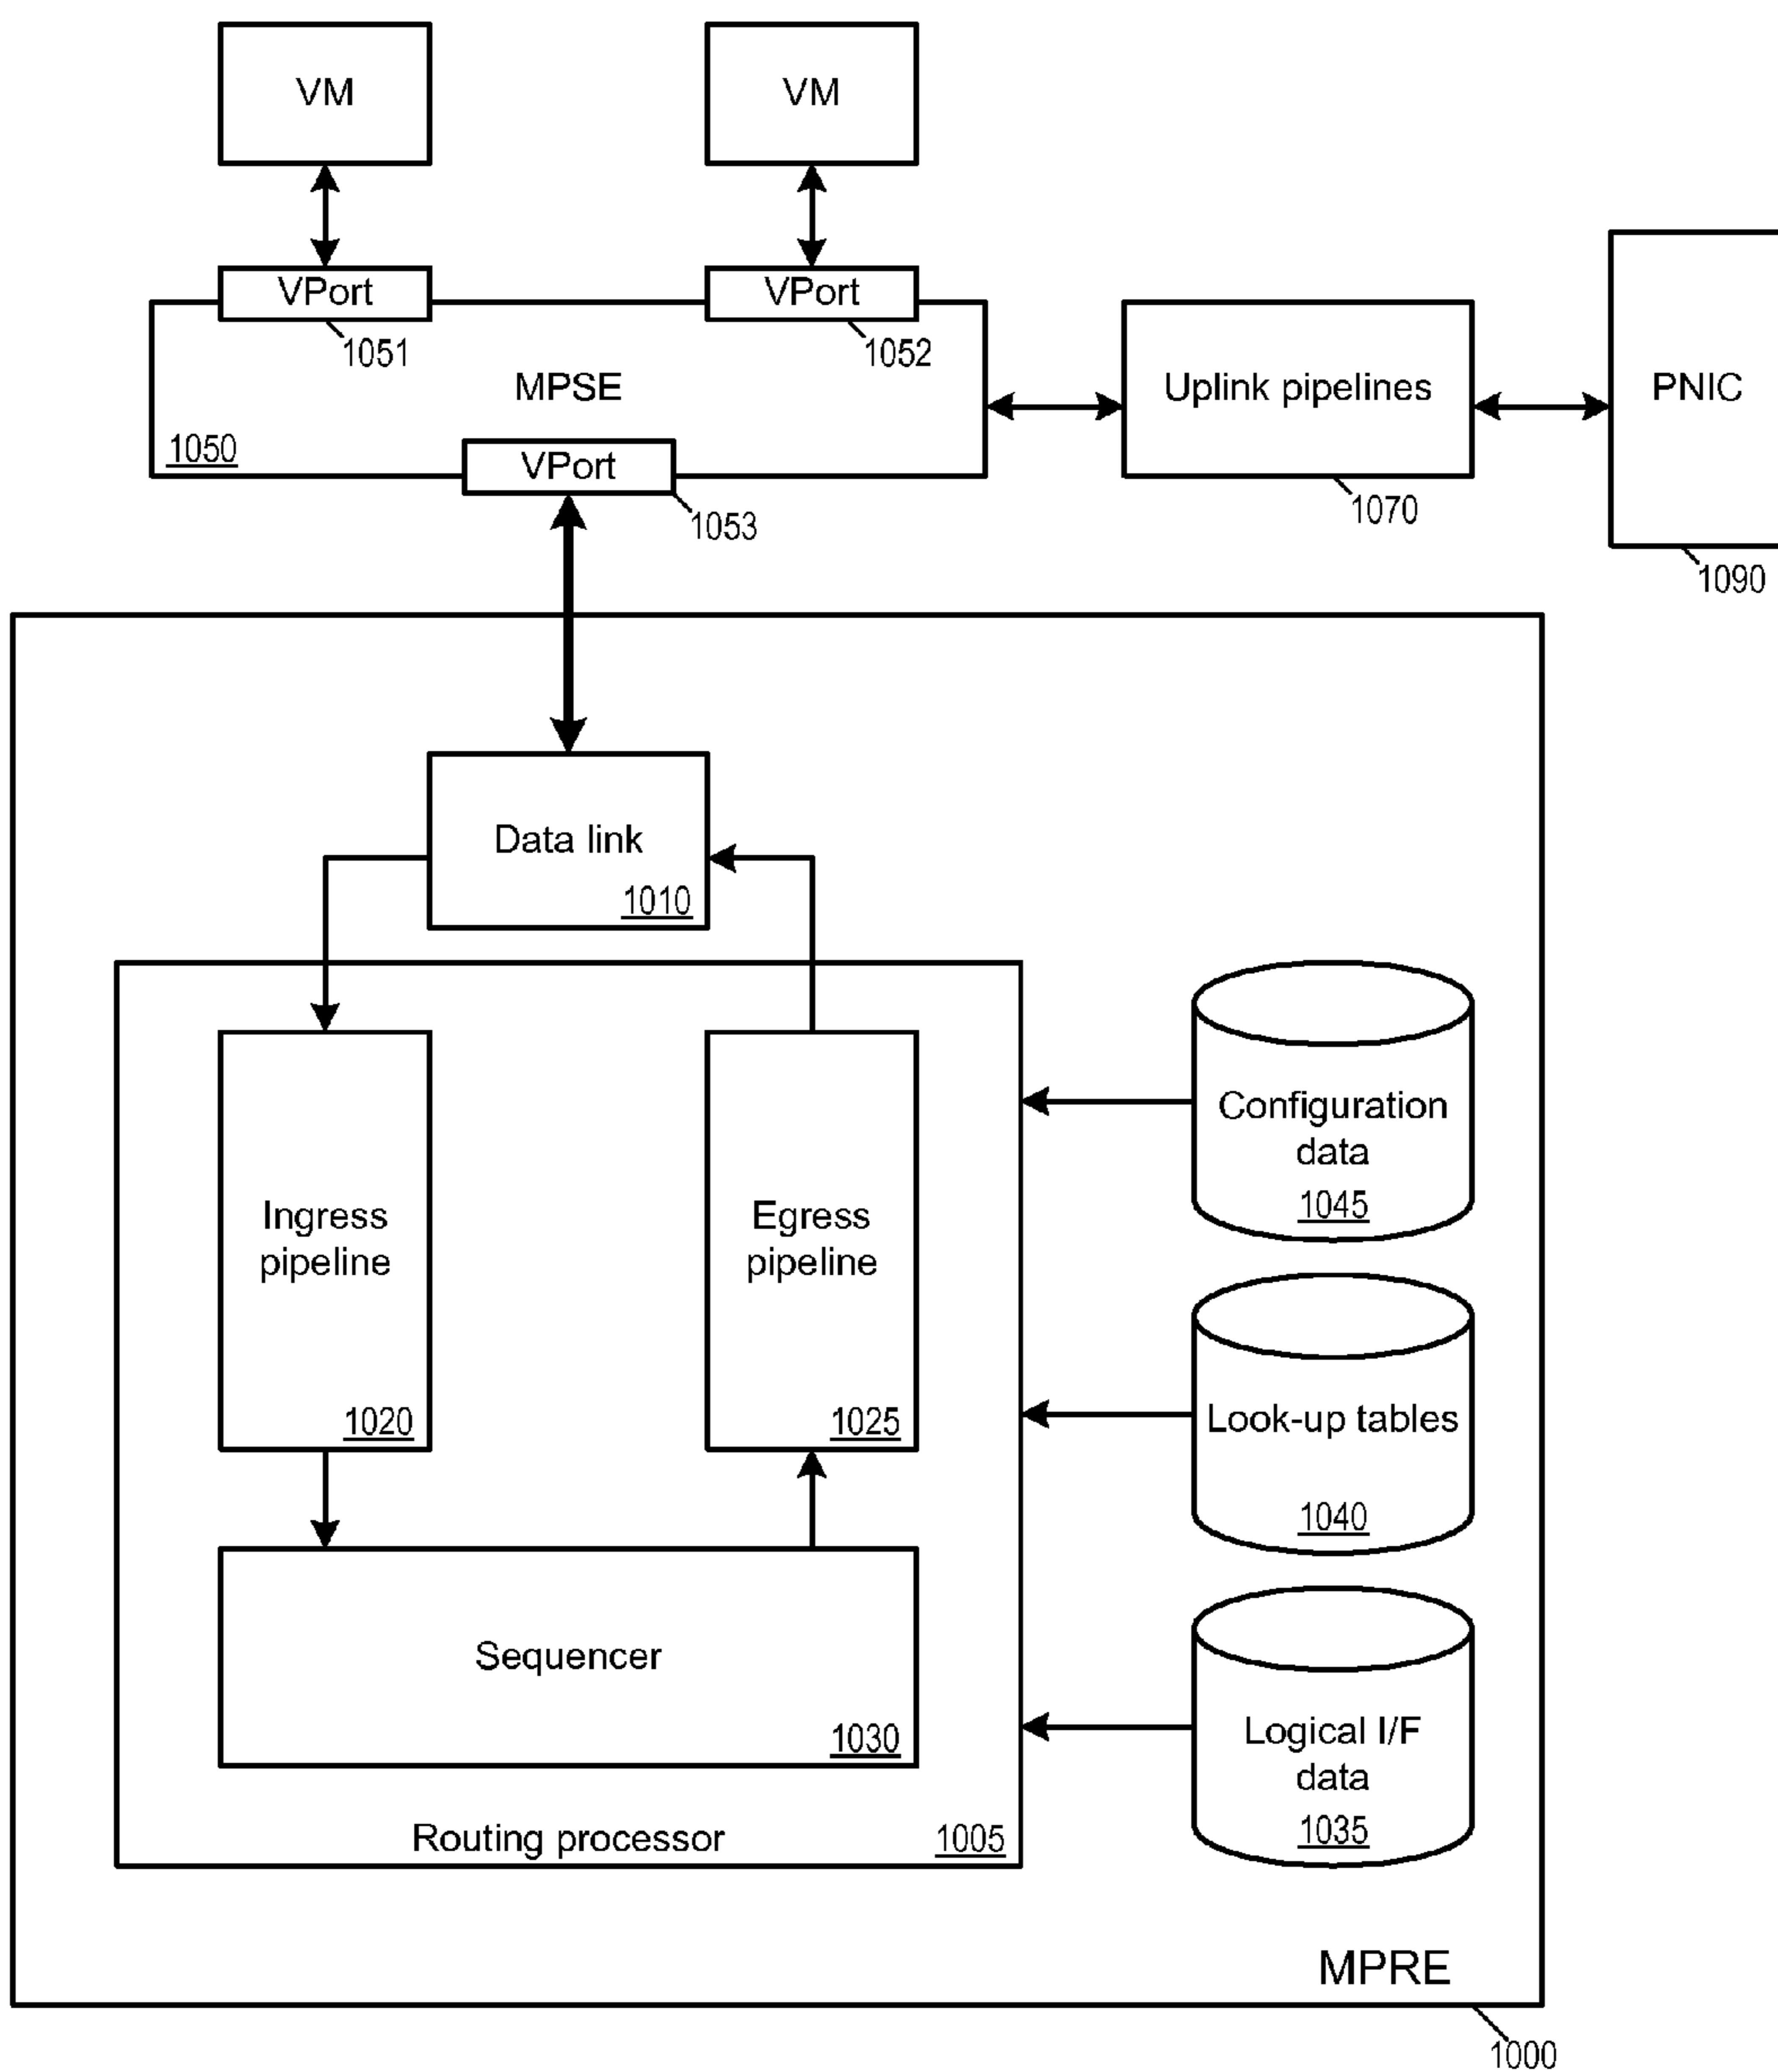 VM
VM
VPort
VPort
1051
1052
MPSE
1050
VPort
1053
Uplink pipelines
1070
PNIC
1090
Data link
1010
Ingress
pipeline
1020
Egress
pipeline
1025
Sequencer
1030
Routing processor
1005
Configuration
data
1045
Look-up tables
1040
Logical I/F
data
1035
MPRE
1000